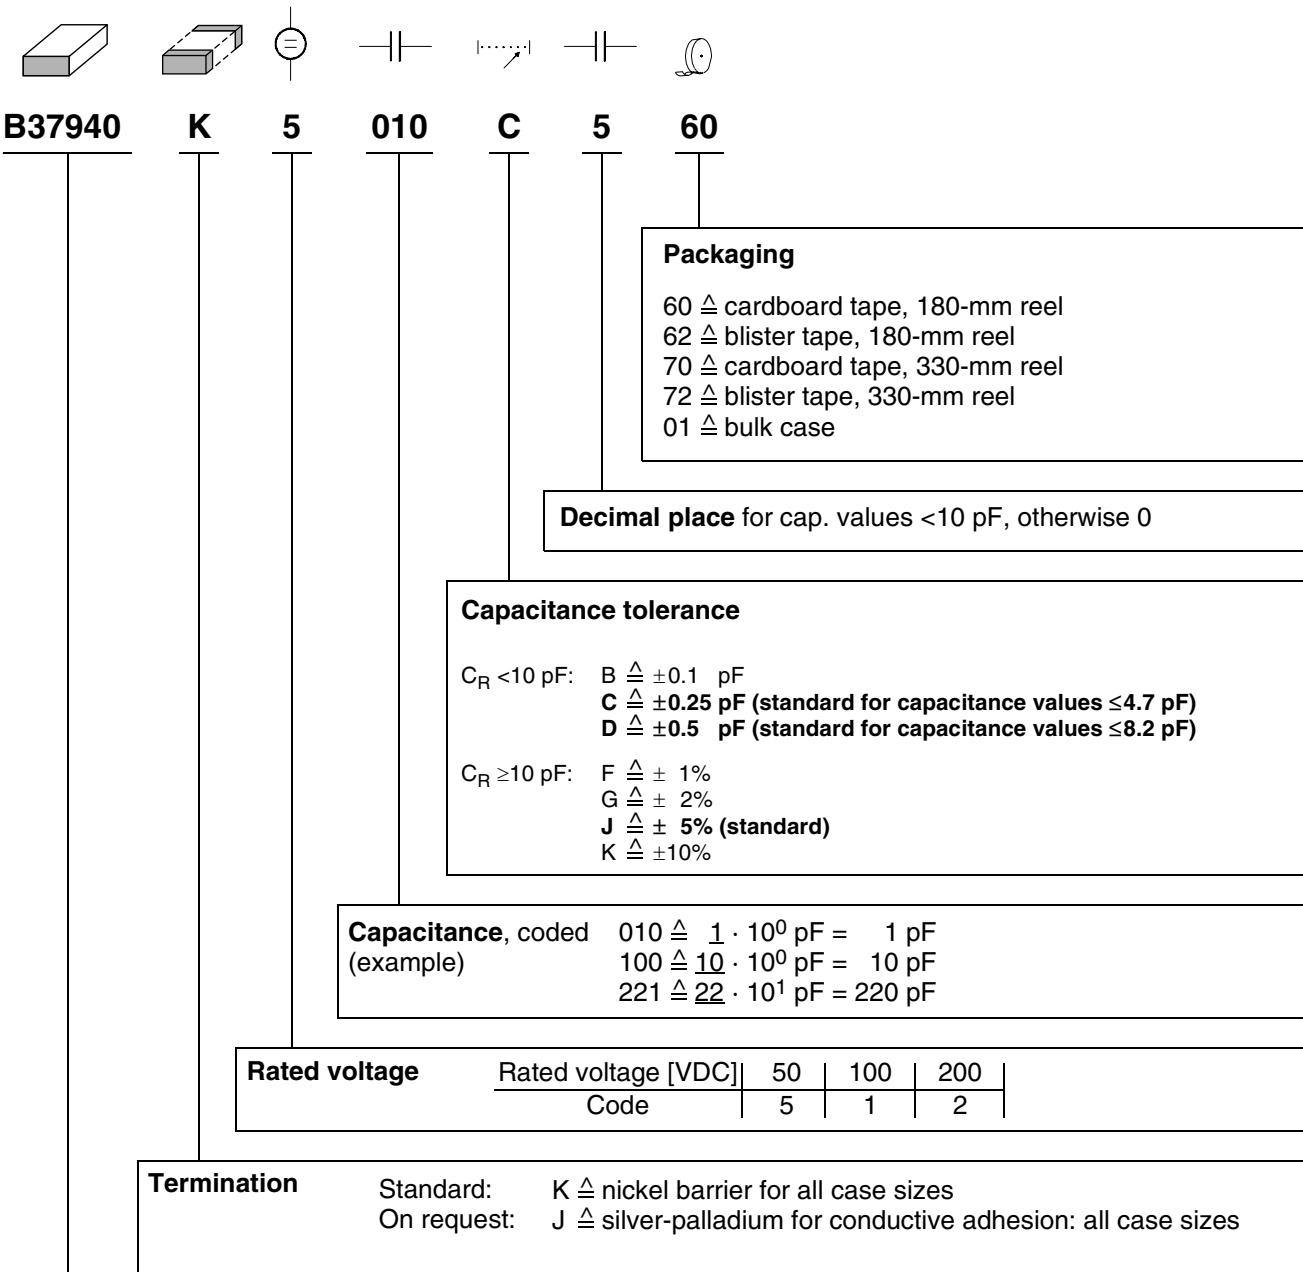 B37940 K 5 010 C 5 60
Packaging
60 ≙ cardboard tape, 180-mm reel
62 ≙ blister tape, 180-mm reel
70 ≙ cardboard tape, 330-mm reel
72 ≙ blister tape, 330-mm reel
01 ≙ bulk case
Decimal place for cap. values <10 pF, otherwise 0
Capacitance tolerance
C_R <10 pF: B ≙ ±0.1 pF
C ≙ ±0.25 pF (standard for capacitance values ≤4.7 pF)
D ≙ ±0.5 pF (standard for capacitance values ≤8.2 pF)
C_R ≥10 pF: F ≙ ± 1%
G ≙ ± 2%
J ≙ ± 5% (standard)
K ≙ ±10%
Capacitance, coded 010 ≙ 1 · 10⁰ pF = 1 pF
(example) 100 ≙ 10 · 10⁰ pF = 10 pF
221 ≙ 22 · 10¹ pF = 220 pF
Rated voltage Rated voltage [VDC] 50 100 200
Code 5 1 2
Termination Standard: K ≙ nickel barrier for all case sizes
On request: J ≙ silver-palladium for conductive adhesion: all case sizes